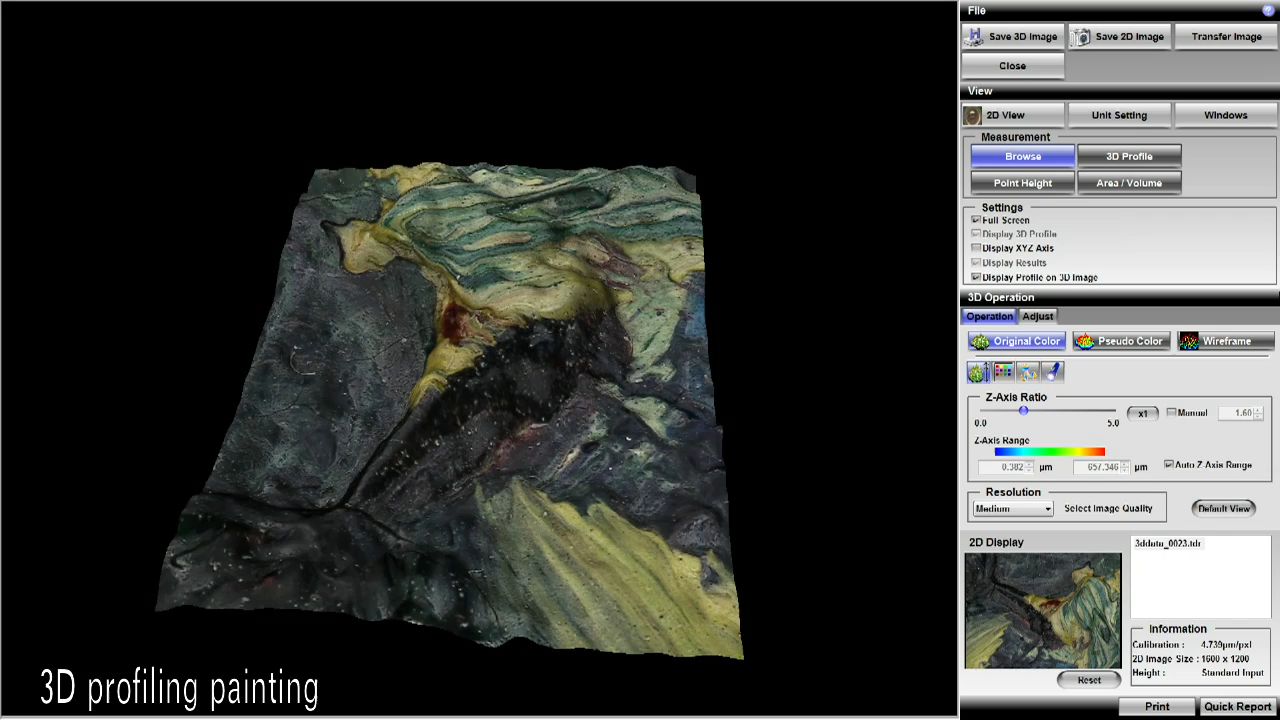 File
?
Save 3D Image
Save 2D Image
Transfer Image
Close
View
2D View
Unit Setting
Windows
Measurement
Browse
3D Profile
Point Height
Area / Volume
Settings
Full Screen
Display 3D Profile
Display XYZ Axis
Display Results
Display Profile on 3D Image
3D Operation
Operation
Adjust
Original Color
Pseudo Color
Wireframe
Z-Axis Ratio
0.0
5.0
x1
Manual
1.60
Z-Axis Range
0.382 µm
657.346 µm
Auto Z-Axis Range
Resolution
Medium
Select Image Quality
Default View
2D Display
3ddata_0023.tdr
Information
Calibration : 4.739µm/pxl
2D Image Size : 1600 x 1200
Height : Standard Input
Reset
Print
Quick Report
3D profiling painting